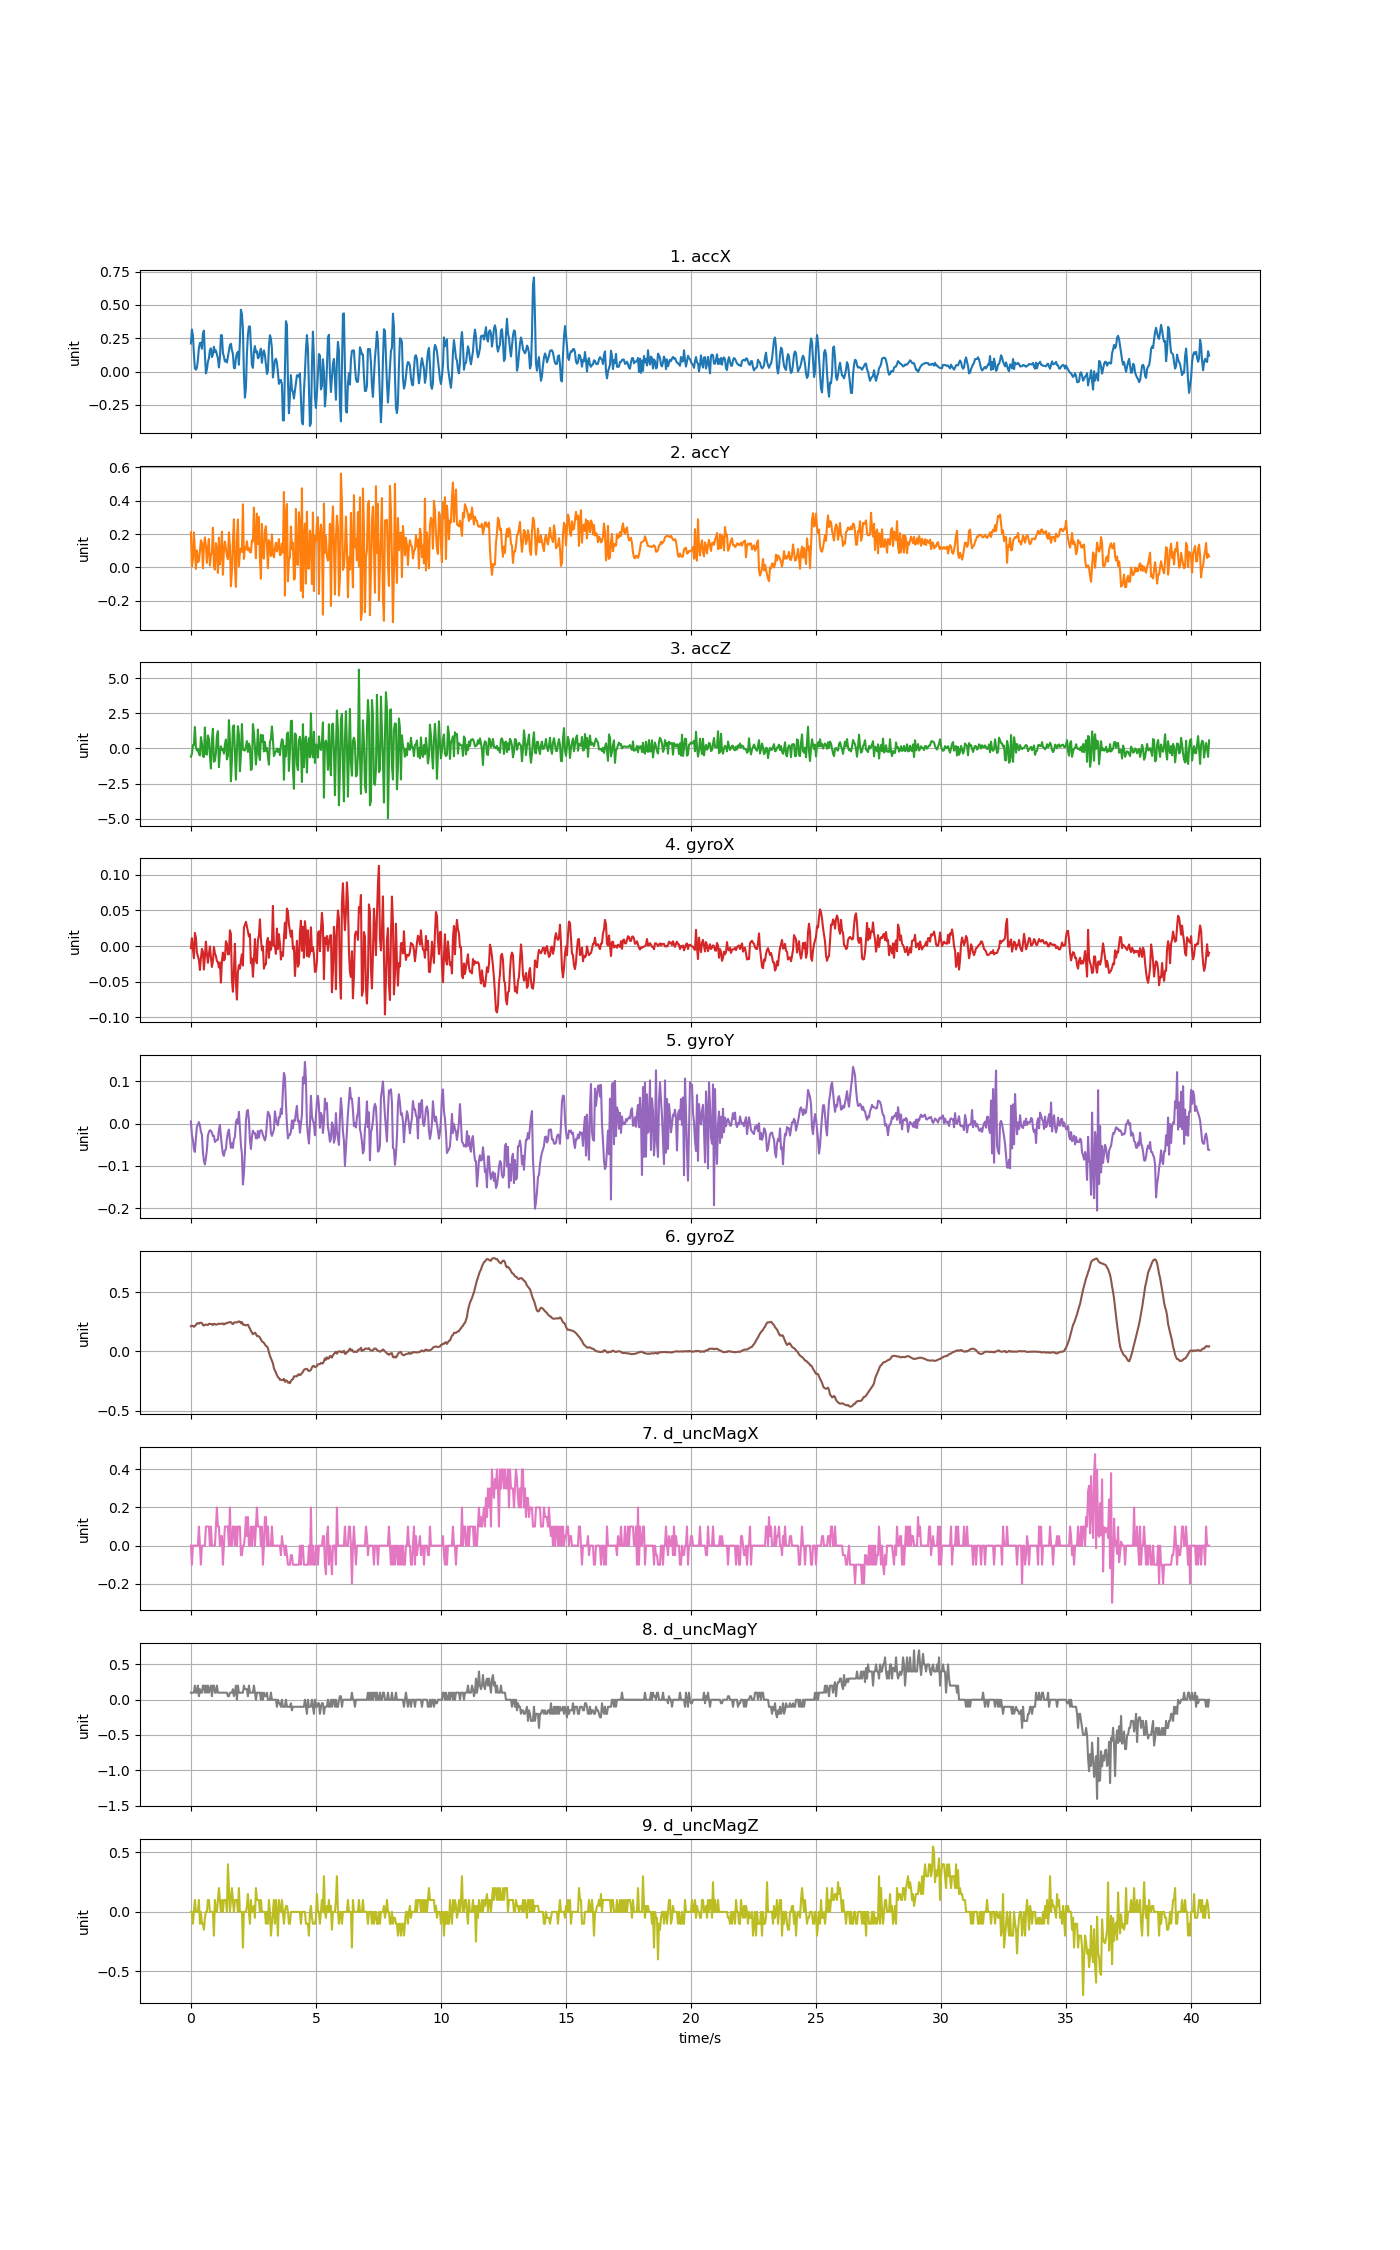 1. accX
0.75
0.50
0.25
0.00
−0.25
unit
2. accY
0.6
0.4
0.2
0.0
−0.2
unit
3. accZ
5.0
2.5
0.0
−2.5
−5.0
unit
4. gyroX
0.10
0.05
0.00
−0.05
−0.10
unit
5. gyroY
0.1
0.0
−0.1
−0.2
unit
6. gyroZ
0.5
0.0
−0.5
unit
7. d_uncMagX
0.4
0.2
0.0
−0.2
unit
8. d_uncMagY
0.5
0.0
−0.5
−1.0
−1.5
unit
9. d_uncMagZ
0.5
0.0
−0.5
unit
0 5 10 15 20 25 30 35 40
time/s